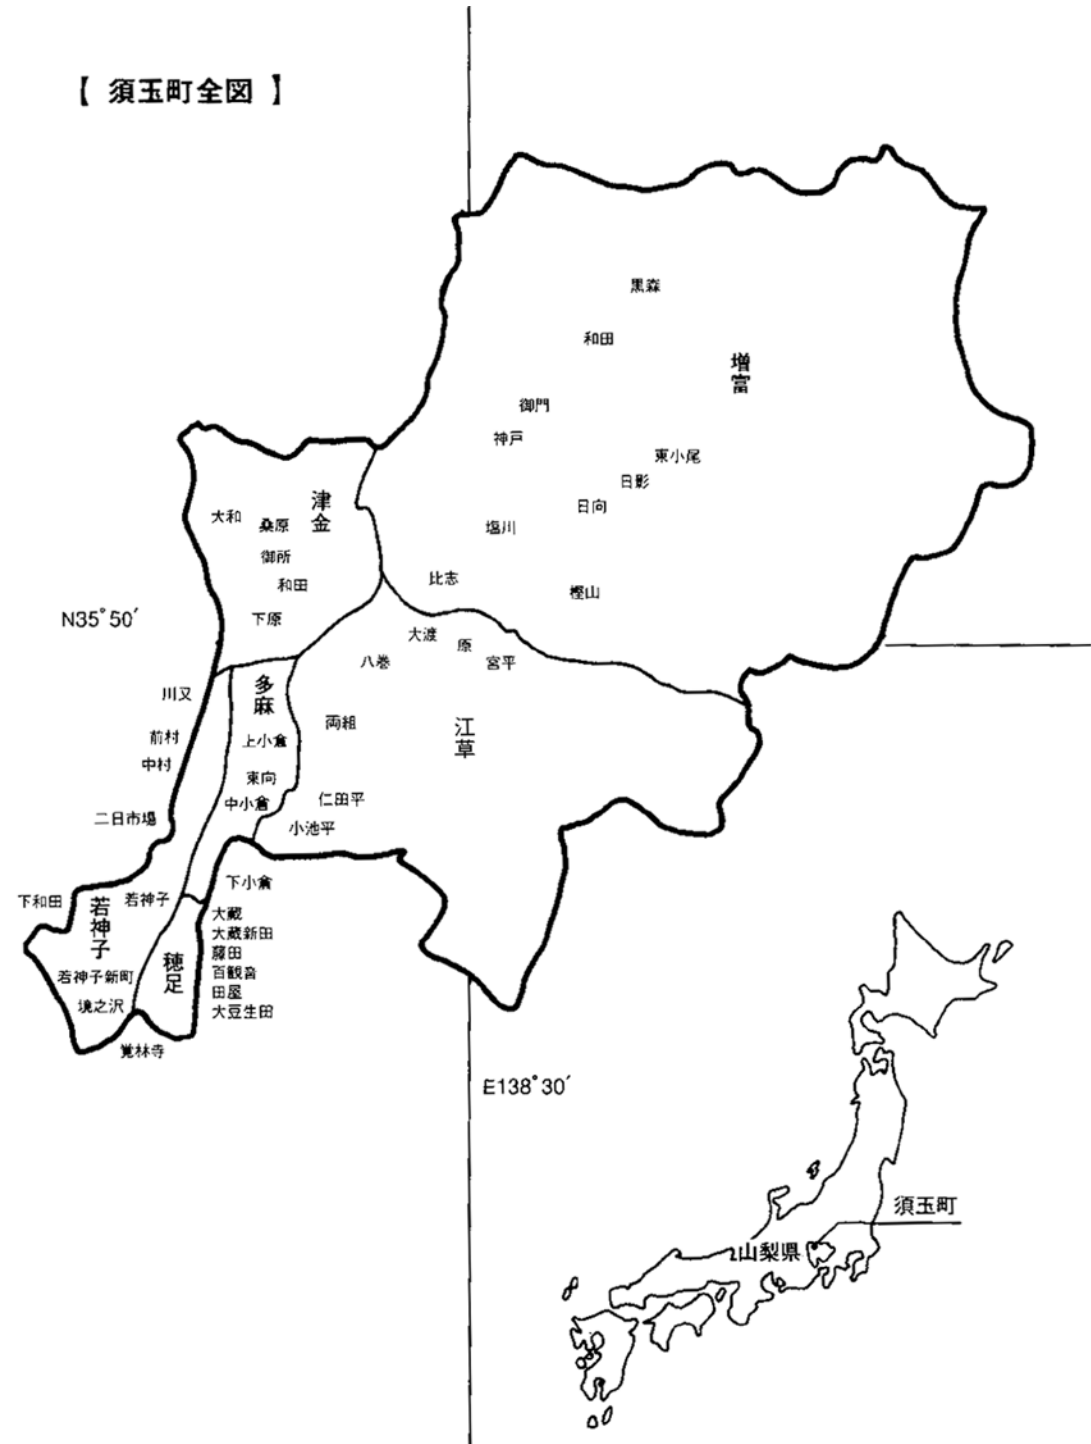 【 須玉町全図 】
黒森
和田
増富
御門
神戸
東小尾
日影
日向
塩川
比志
樫山
津金
大和
桑原
御所
和田
下原
N35°50′
大渡
原
宮平
八巻
両組
江草
仁田平
小池平
多麻
上小倉
東向
中小倉
川又
前村
中村
二日市場
下和田
若神子
若神子
若神子新町
境之沢
穂足
下小倉
大蔵
大蔵新田
藤田
百観音
田屋
大豆生田
覚林寺
E138°30′
須玉町
山梨県